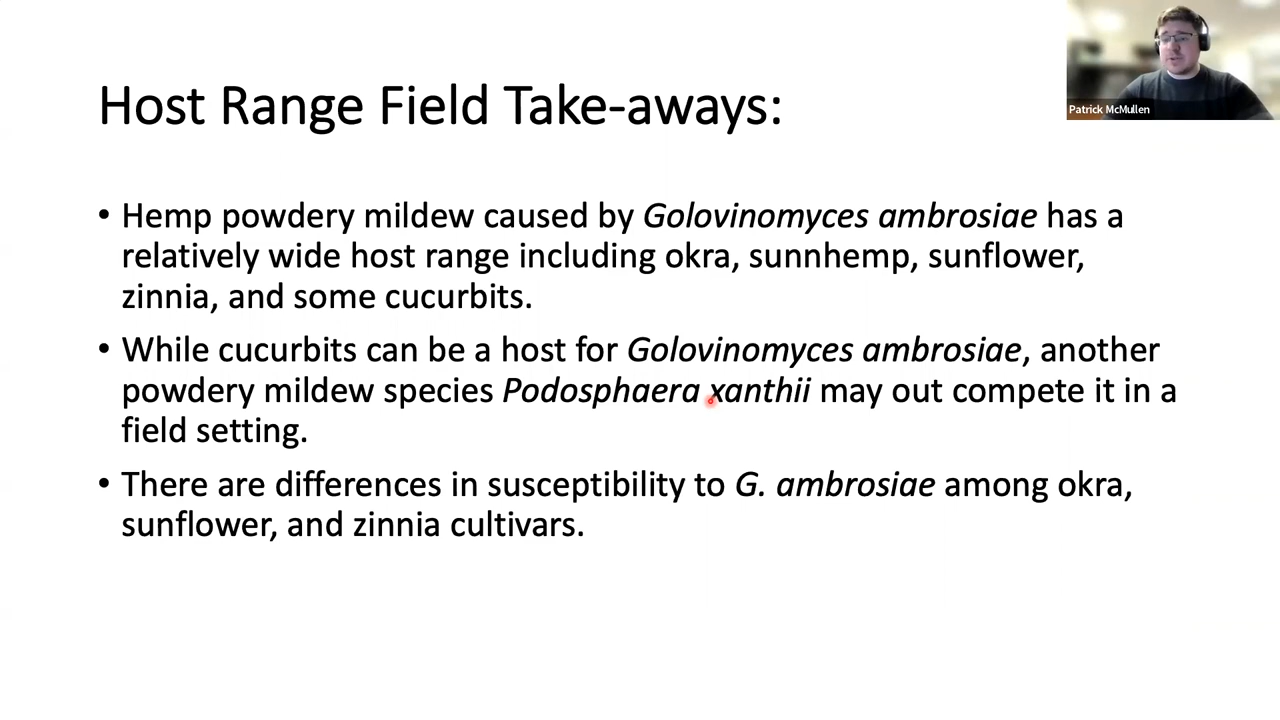 Patrick McMullen
Host Range Field Take-aways:
• Hemp powdery mildew caused by Golovinomyces ambrosiae has a
relatively wide host range including okra, sunnhemp, sunflower,
zinnia, and some cucurbits.
• While cucurbits can be a host for Golovinomyces ambrosiae, another
powdery mildew species Podosphaera xanthii may out compete it in a
field setting.
• There are differences in susceptibility to G. ambrosiae among okra,
sunflower, and zinnia cultivars.